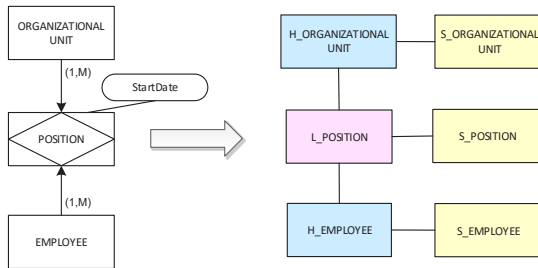 ORGANIZATIONAL
UNIT
(1,M)
StartDate
POSITION
(1,M)
EMPLOYEE
H_ORGANIZATIONAL
UNIT
S_ORGANIZATIONAL
UNIT
L_POSITION
S_POSITION
H_EMPLOYEE
S_EMPLOYEE